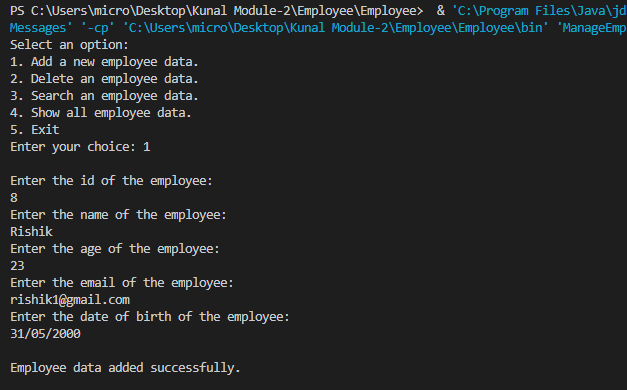 PS C:\Users\micro\Desktop\Kunal Module-2\Employee\Employee>  & 'C:\Program Files\Java\jd
Messages' '-cp' 'C:\Users\micro\Desktop\Kunal Module-2\Employee\Employee\bin' 'ManageEmp
Select an option:
1. Add a new employee data.
2. Delete an employee data.
3. Search an employee data.
4. Show all employee data.
5. Exit
Enter your choice: 1
Enter the id of the employee:
8
Enter the name of the employee:
Rishik
Enter the age of the employee:
23
Enter the email of the employee:
rishik1@gmail.com
Enter the date of birth of the employee:
31/05/2000
Employee data added successfully.